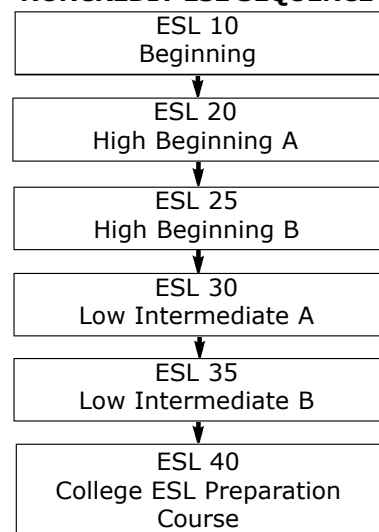 NONCREDIT ESL SEQUENCE
ESL 10
Beginning
ESL 20
High Beginning A
ESL 25
High Beginning B
ESL 30
Low Intermediate A
ESL 35
Low Intermediate B
ESL 40
College ESL Preparation
Course